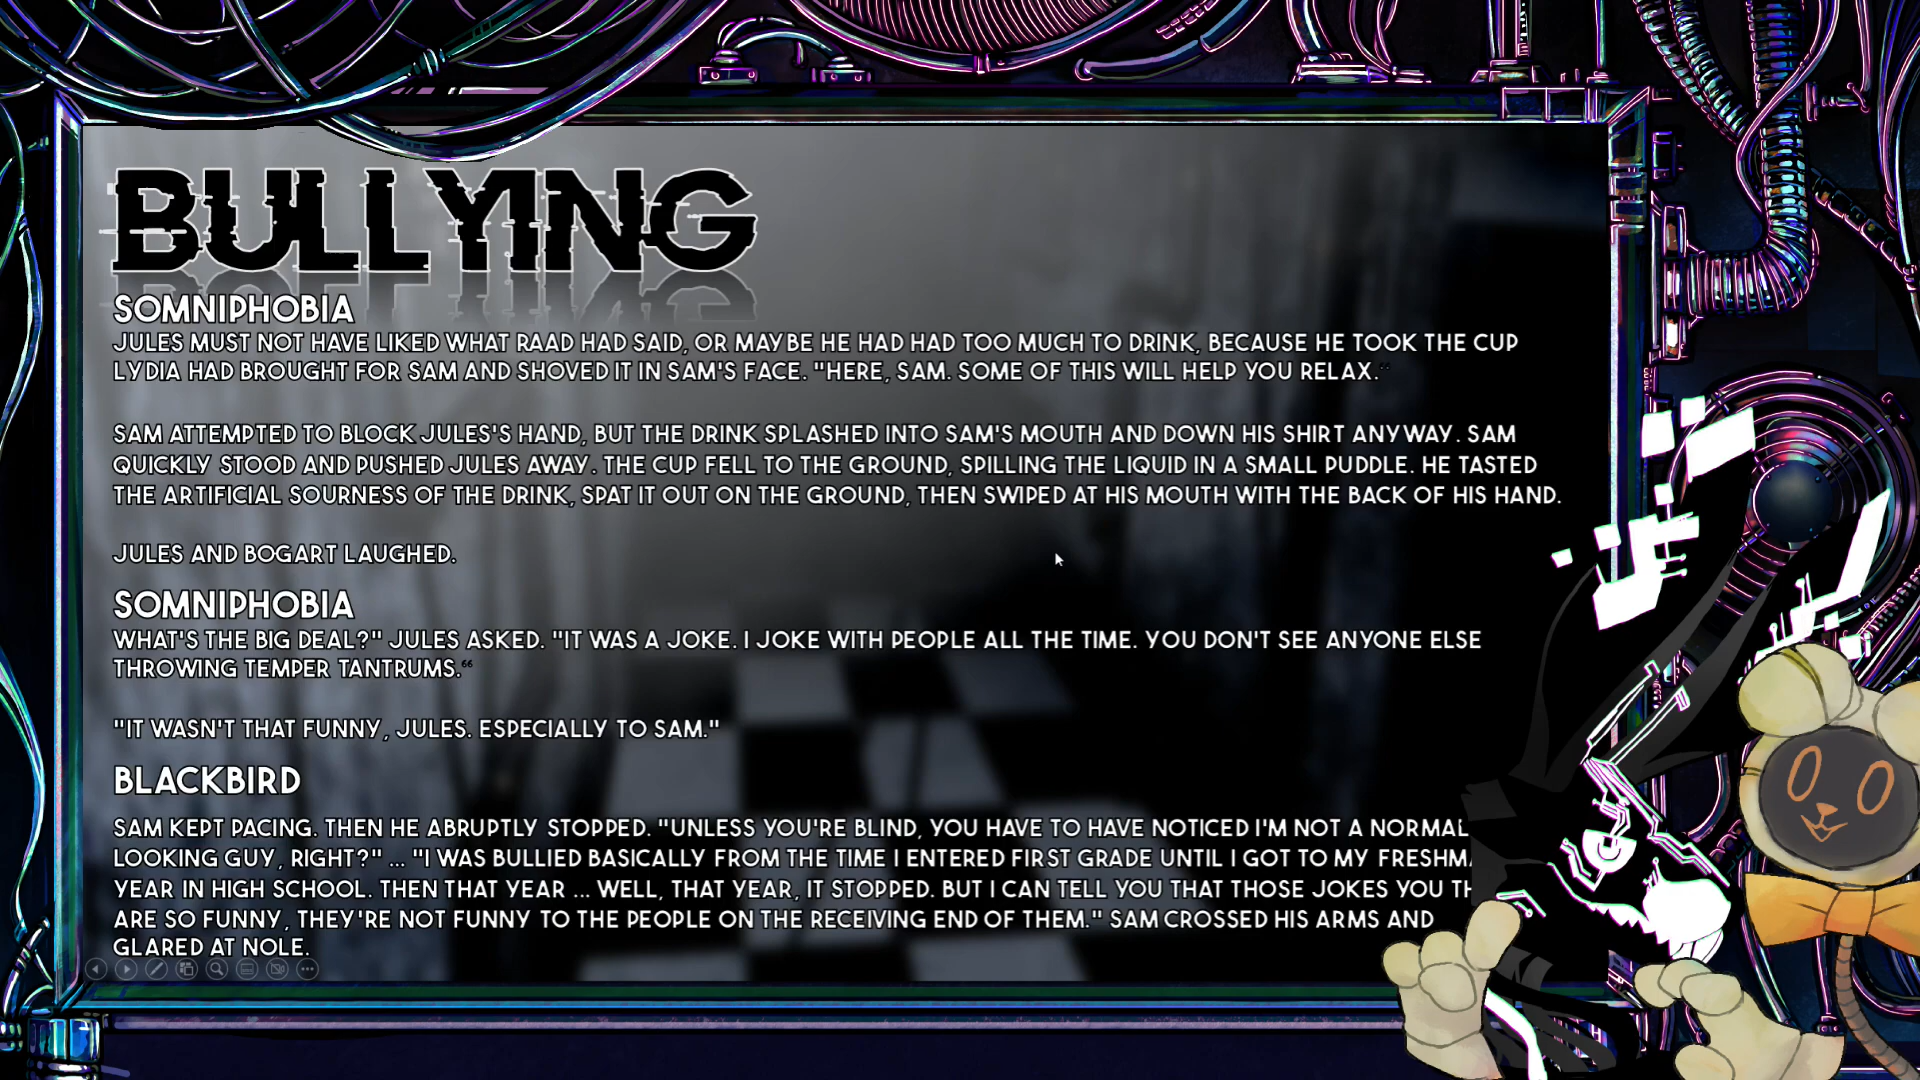 BULLYING
SOMNIPHOBIA
JULES MUST NOT HAVE LIKED WHAT RAAD HAD SAID, OR MAYBE HE HAD HAD TOO MUCH TO DRINK, BECAUSE HE TOOK THE CUP
LYDIA HAD BROUGHT FOR SAM AND SHOVED IT IN SAM'S FACE. "HERE, SAM. SOME OF THIS WILL HELP YOU RELAX."
SAM ATTEMPTED TO BLOCK JULES'S HAND, BUT THE DRINK SPLASHED INTO SAM'S MOUTH AND DOWN HIS SHIRT ANYWAY. SAM
QUICKLY STOOD AND PUSHED JULES AWAY. THE CUP FELL TO THE GROUND, SPILLING THE LIQUID IN A SMALL PUDDLE. HE TASTED
THE ARTIFICIAL SOURNESS OF THE DRINK, SPAT IT OUT ON THE GROUND, THEN SWIPED AT HIS MOUTH WITH THE BACK OF HIS HAND.
JULES AND BOGART LAUGHED.
SOMNIPHOBIA
WHAT'S THE BIG DEAL?" JULES ASKED. "IT WAS A JOKE. I JOKE WITH PEOPLE ALL THE TIME. YOU DON'T SEE ANYONE ELSE
THROWING TEMPER TANTRUMS.66
"IT WASN'T THAT FUNNY, JULES. ESPECIALLY TO SAM."
BLACKBIRD
SAM KEPT PACING. THEN HE ABRUPTLY STOPPED. "UNLESS YOU'RE BLIND, YOU HAVE TO HAVE NOTICED I'M NOT A NORMAL
LOOKING GUY, RIGHT?" ... "I WAS BULLIED BASICALLY FROM THE TIME I ENTERED FIRST GRADE UNTIL I GOT TO MY
YEAR IN HIGH SCHOOL. THEN THAT YEAR ... WELL, THAT YEAR, IT STOPPED. BUT I CAN TELL YOU THAT THOSE JOKES YOU
ARE SO FUNNY, THEY'RE NOT FUNNY TO THE PEOPLE ON THE RECEIVING END OF THEM." SAM CROSSED HIS ARMS AND
GLARED AT NOLE.